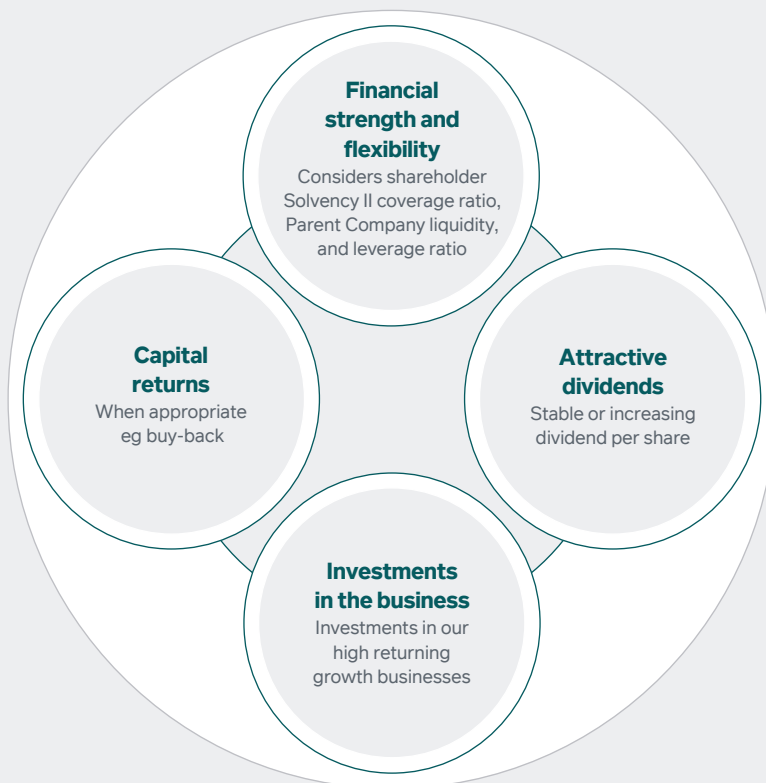 Financial
strength and
flexibility
Considers shareholder
Solvency II coverage ratio,
Parent Company liquidity,
and leverage ratio
Capital
returns
When appropriate
eg buy-back
Attractive
dividends
Stable or increasing
dividend per share
Investments
in the business
Investments in our
high returning
growth businesses